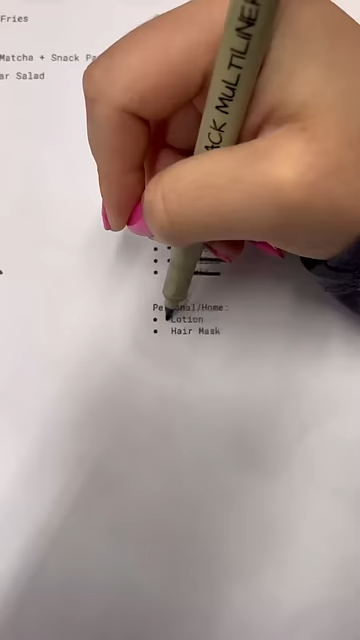 Fries
Matcha + Snack Pa
ar Salad
ACK MULTILINER
Personal/Home:
• Lotion
• Hair Mask